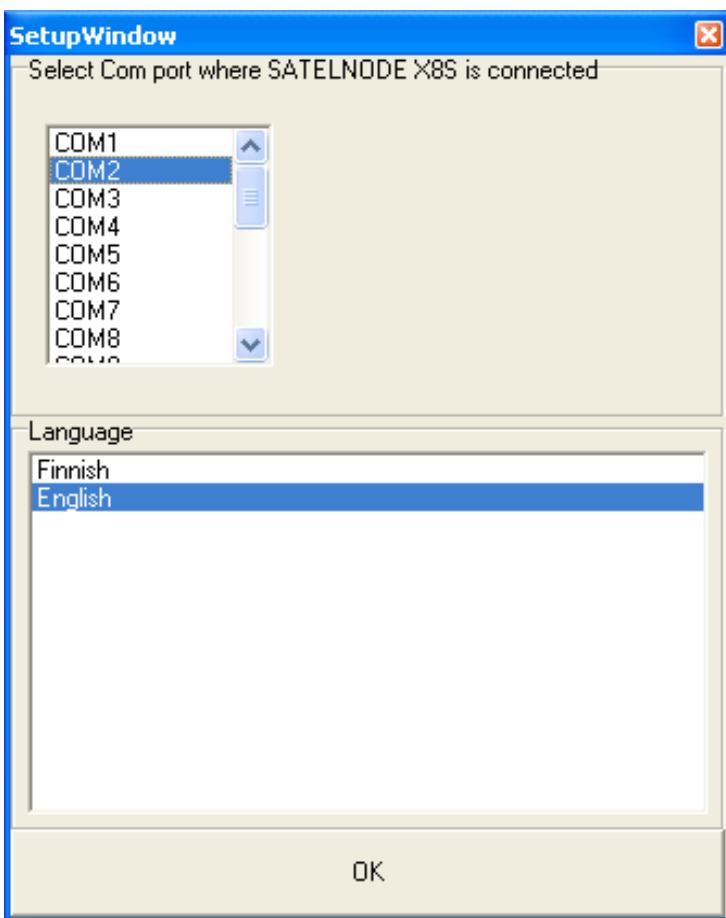 SetupWindow
Select Com port where SATELNODE X8S is connected
COM1
COM2
COM3
COM4
COM5
COM6
COM7
COM8
Language
Finnish
English
OK